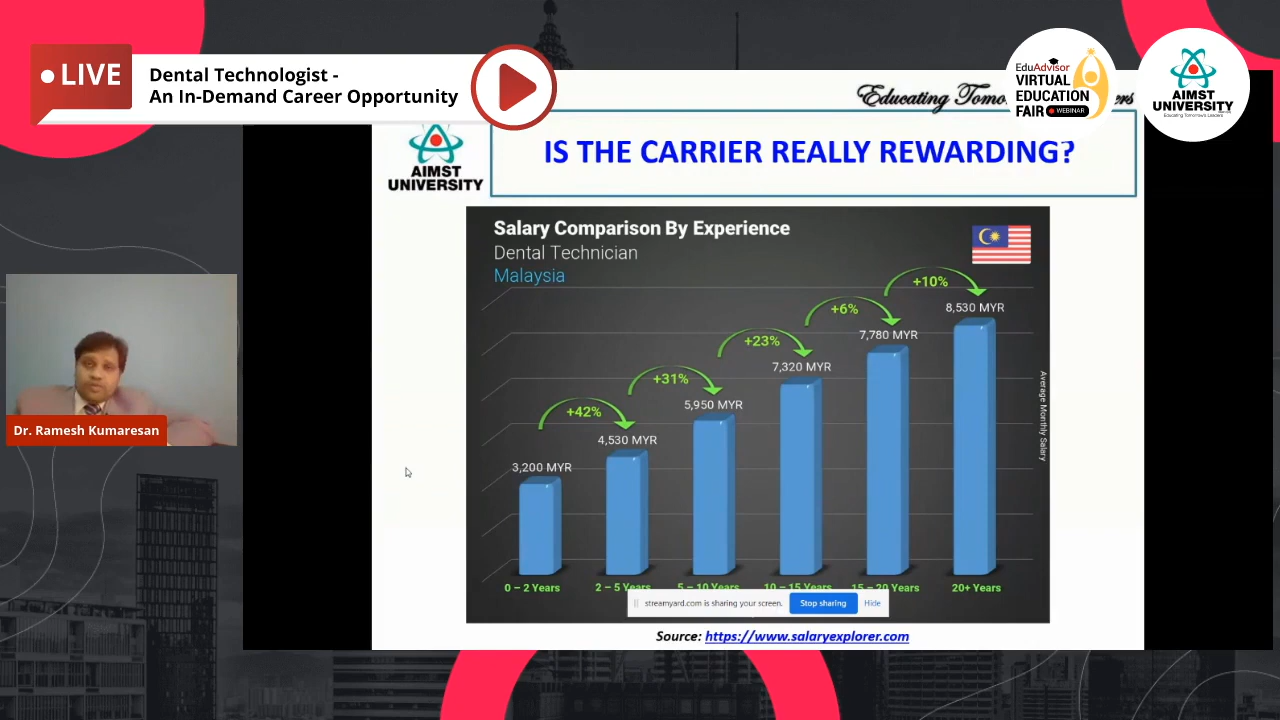 LIVE
Dental Technologist -
An In-Demand Career Opportunity
Educating
EduAdvisor
VIRTUAL
EDUCATION
FAIR
WEBINAR
AIMST
UNIVERSITY
Educating Tomorrow's Leaders
AIMST
UNIVERSITY
IS THE CARRIER REALLY REWARDING?
Salary Comparison By Experience
Dental Technician
Malaysia
+10%
8,530 MYR
+6%
7,780 MYR
+23%
7,320 MYR
+31%
5,950 MYR
+42%
4,530 MYR
3,200 MYR
Average Monthly Salary
0 – 2 Years
2 – 5 Years
5 – 10 Years
10 – 15 Years
15 – 20 Years
20+ Years
streamyard.com is sharing your screen.
Stop sharing
Hide
Source: https://www.salaryexplorer.com
Dr. Ramesh Kumaresan